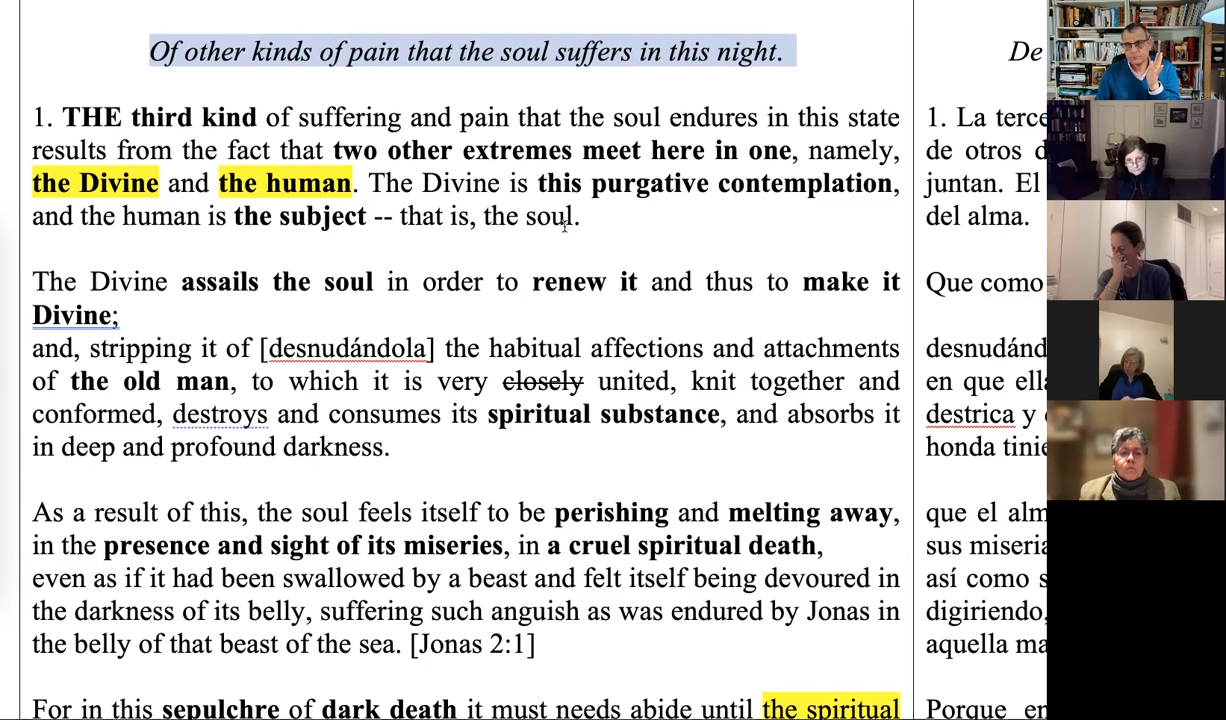 Of other kinds of pain that the soul suffers in this night.
1. THE third kind of suffering and pain that the soul endures in this state
results from the fact that two other extremes meet here in one, namely,
the Divine and the human. The Divine is this purgative contemplation,
and the human is the subject -- that is, the soul.
The Divine assails the soul in order to renew it and thus to make it
Divine;
and, stripping it of [desnudándola] the habitual affections and attachments
of the old man, to which it is very closely united, knit together and
conformed, destroys and consumes its spiritual substance, and absorbs it
in deep and profound darkness.
As a result of this, the soul feels itself to be perishing and melting away,
in the presence and sight of its miseries, in a cruel spiritual death,
even as if it had been swallowed by a beast and felt itself being devoured in
the darkness of its belly, suffering such anguish as was endured by Jonas in
the belly of that beast of the sea. [Jonas 2:1]
For in this sepulchre of dark death it must needs abide until the spiritual
De
1. La terce
de otros d
juntan. El
del alma.
Que como
desnudánd
en que ella
destrica y
honda tinie
que el alm
sus miseria
así como s
digiriendo,
aquella ma
Porque en